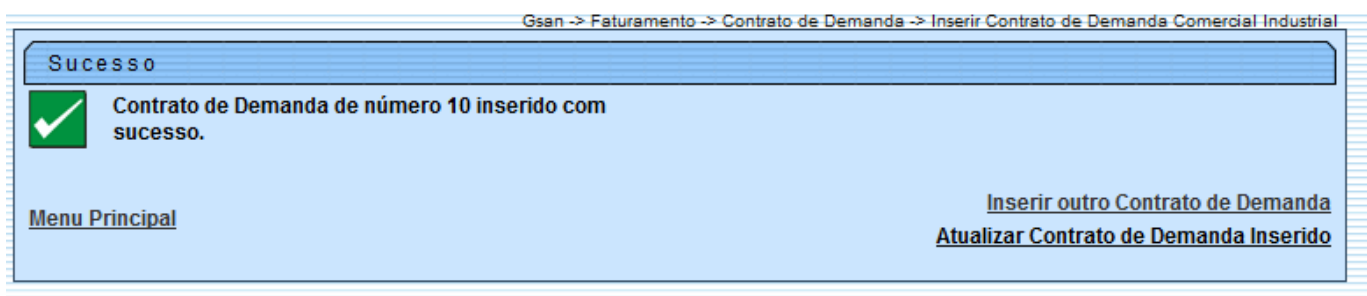 Gsan -> Faturamento -> Contrato de Demanda -> Inserir Contrato de Demanda Comercial Industrial
Sucesso
Contrato de Demanda de número 10 inserido com
sucesso.
Inserir outro Contrato de Demanda
Menu Principal
Atualizar Contrato de Demanda Inserido